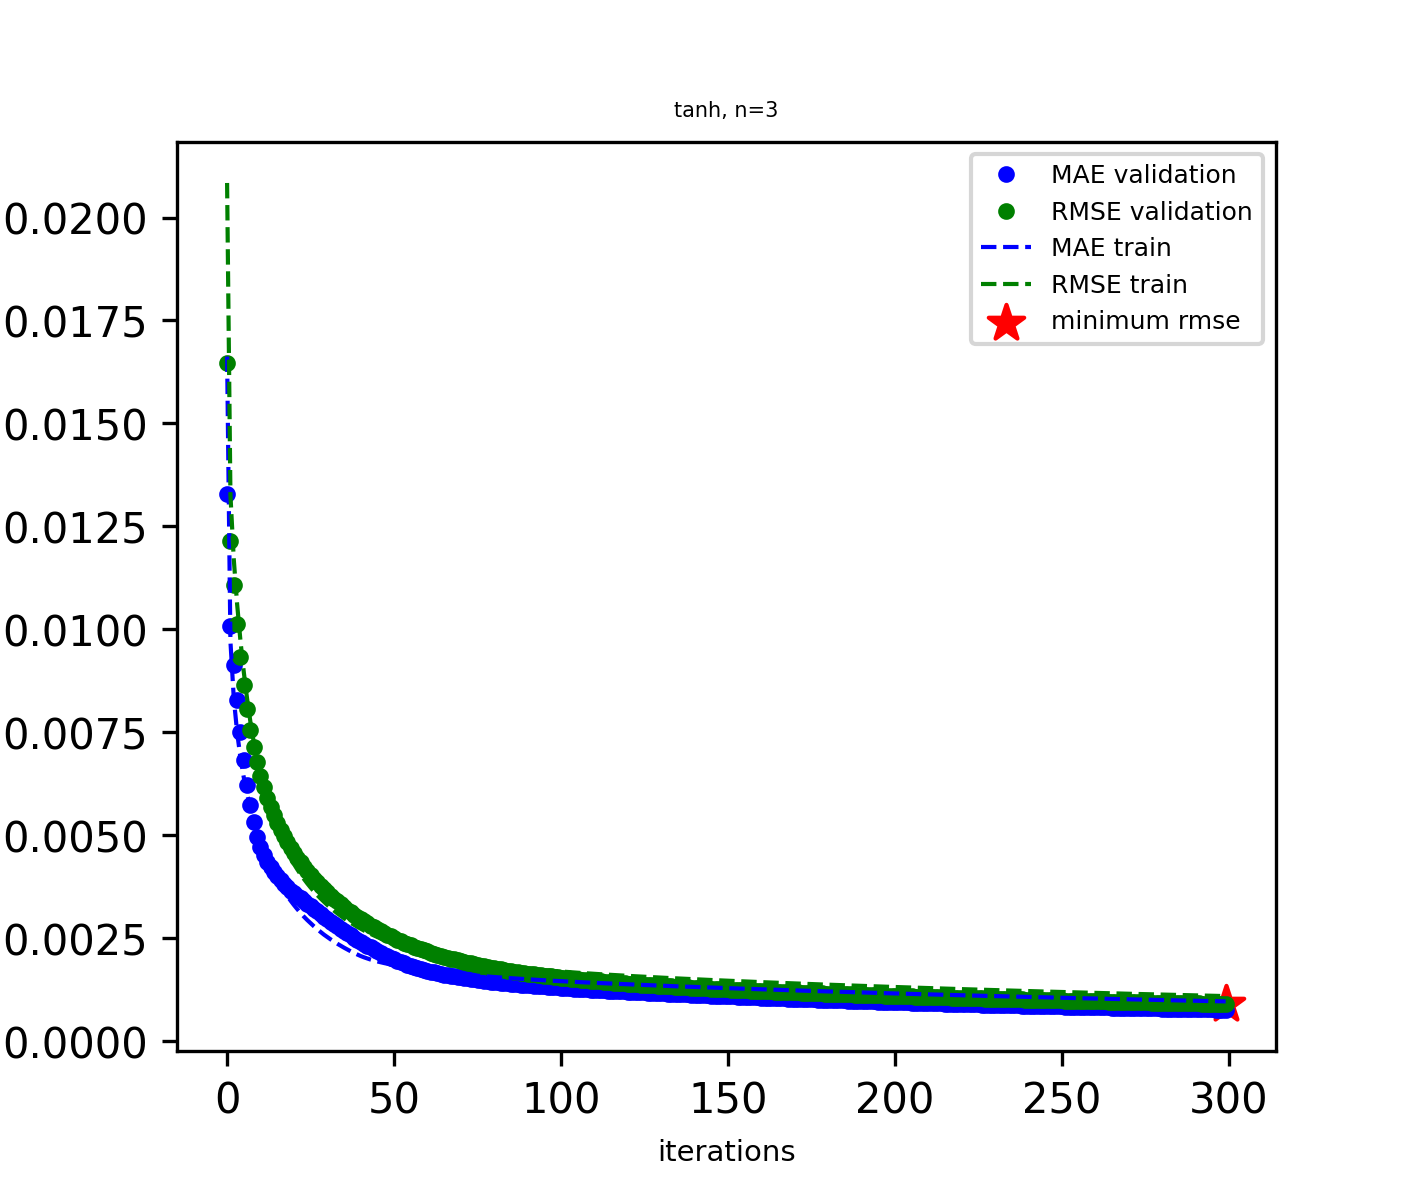 tanh, n=3
MAE validation
RMSE validation
MAE train
RMSE train
minimum rmse
0.0200
0.0175
0.0150
0.0125
0.0100
0.0075
0.0050
0.0025
0.0000
0 50 100 150 200 250 300
iterations